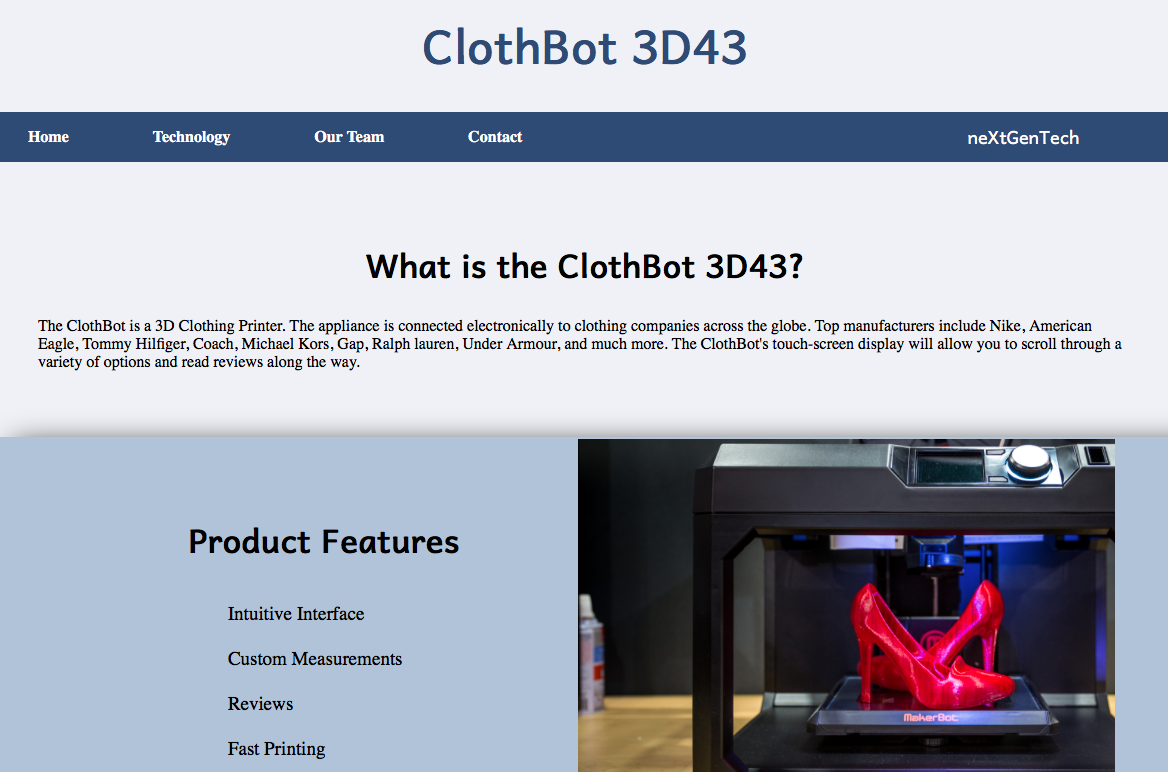 ClothBot 3D43
Home Technology Our Team Contact neXtGenTech
What is the ClothBot 3D43?
The ClothBot is a 3D Clothing Printer. The appliance is connected electronically to clothing companies across the globe. Top manufacturers include Nike, American
Eagle, Tommy Hilfiger, Coach, Michael Kors, Gap, Ralph lauren, Under Armour, and much more. The ClothBot's touch-screen display will allow you to scroll through a
variety of options and read reviews along the way.
Product Features
Intuitive Interface
Custom Measurements
Reviews
Fast Printing
MakerBot